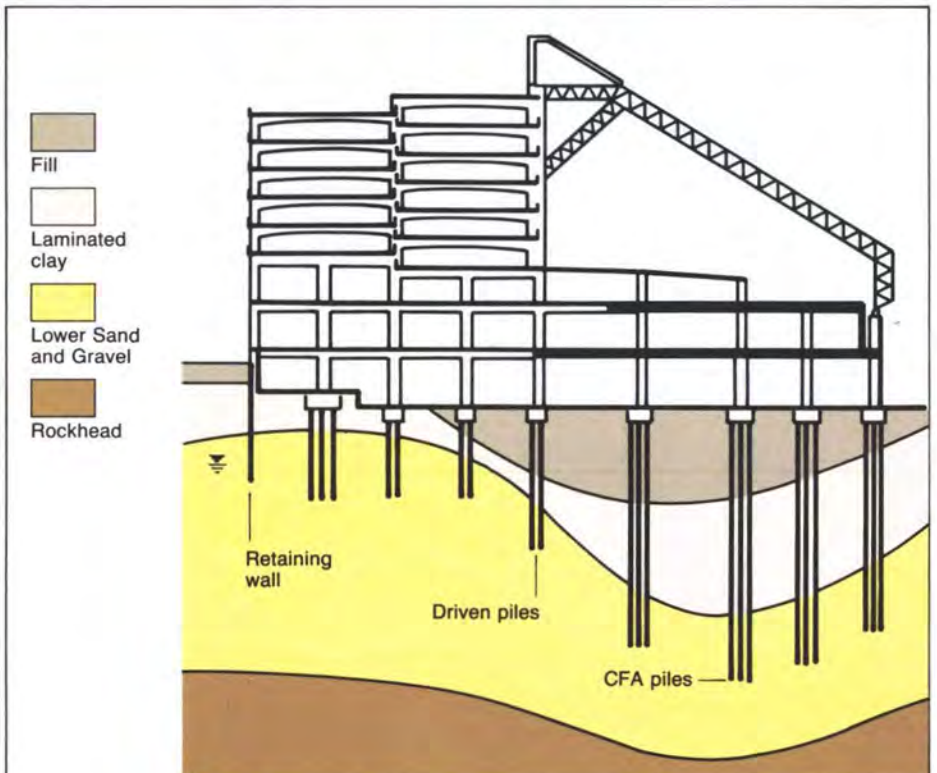 Fill
Laminated
clay
Lower Sand
and Gravel
Rockhead
Retaining
wall
Driven piles
CFA piles